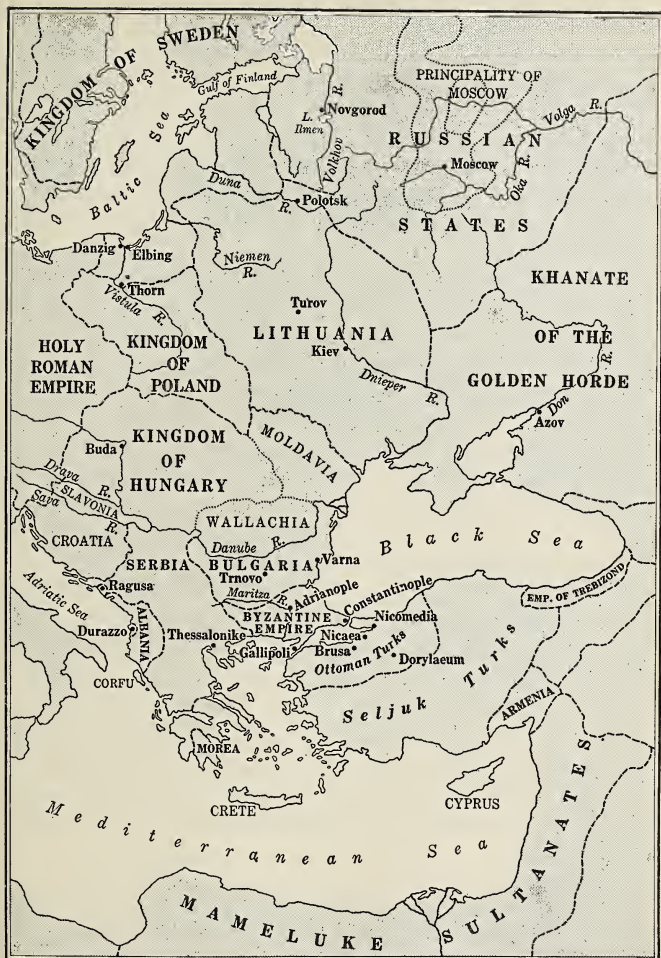 KINGDOM OF SWEDEN
Gulf of Finland
PRINCIPALITY OF
MOSCOW
Novgorod
L.
Ilmen
Volkhov R.
Volga R.
RUSSIAN
Moscow
Oka R.
Baltic Sea
Duna
R.
Polotsk
STATES
Danzig
Elbing
Niemen
R.
KHANATE
Thorn
Vistula R.
Turov
LITHUANIA
OF THE
HOLY
ROMAN
EMPIRE
KINGDOM
OF
POLAND
Kiev
Dnieper R.
GOLDEN HORDE
Don R.
Azov
MOLDAVIA
Buda
KINGDOM
OF
HUNGARY
Drava
R.
Sava
R.
SLAVONIA
WALLACHIA
CROATIA
Danube R.
Black Sea
SERBIA
BULGARIA
Varna
Trnovo
Ragusa
Maritza R.
Adrianople
Constantinople
EMP. OF TREBIZOND
Adriatic Sea
ALBANIA
BYZANTINE
EMPIRE
Nicomedia
Durazzo
Thessalonike
Nicaea
Gallipoli
Brusa
Ottoman Turks
Dorylaeum
CORFU
Seljuk Turks
ARMENIA
MOREA
CRETE
CYPRUS
Mediterranean Sea
MAMELUKE SULTANATES